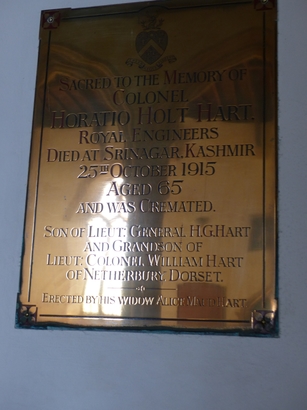 SACRED TO THE MEMORY OF
COLONEL
HORATIO HOLT HART,
ROYAL ENGINEERS
DIED AT SRINAGAR, KASHMIR
25TH OCTOBER 1915
AGED 65
AND WAS CREMATED.
SON OF LIEUT: GENERAL H.G. HART
AND GRANDSON OF
LIEUT: COLONEL WILLIAM HART
OF NETHERBURY, DORSET.
ERECTED BY HIS WIDOW ALICE HART